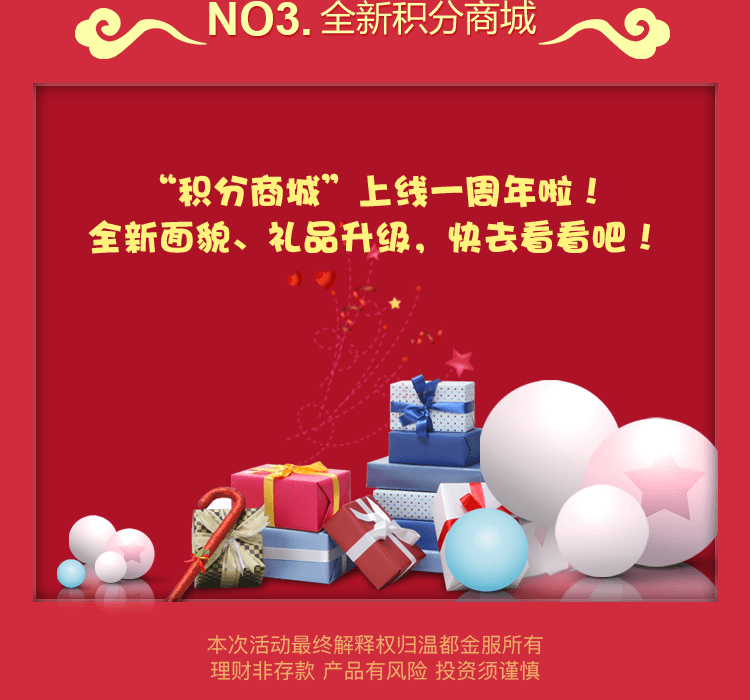 NO3. 全新积分商城
“积分商城”上线一周年啦！
全新面貌、礼品升级，快去看看吧！
本次活动最终解释权归温都金服所有
理财非存款 产品有风险 投资须谨慎